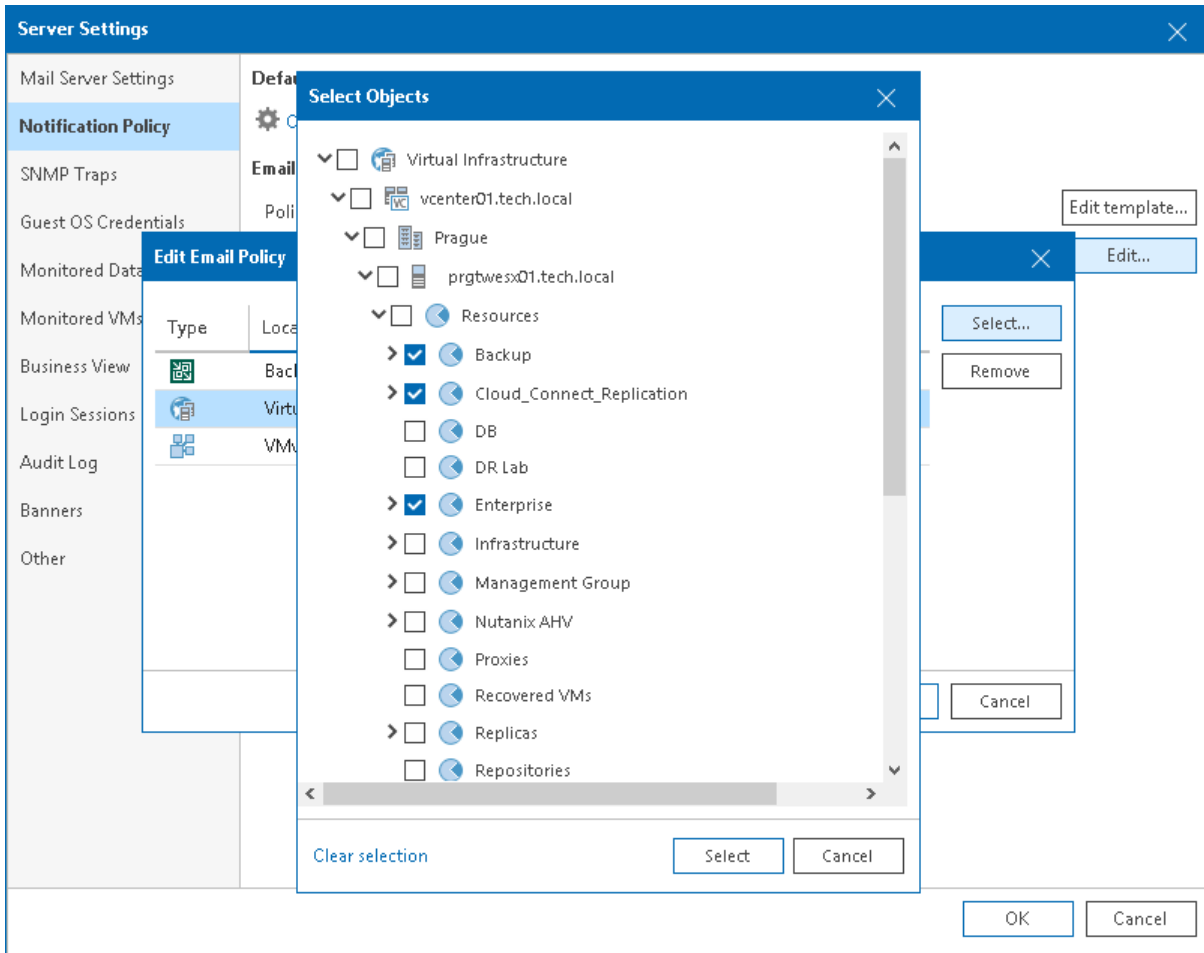 Server Settings
Mail Server Settings
Notification Policy
SNMP Traps
Guest OS Credentials
Monitored Data
Monitored VMs
Business View
Login Sessions
Audit Log
Banners
Other
Email
Edit template...
Edit...
Edit Email Policy
Type
Select...
Remove
Cancel
Select Objects
Virtual Infrastructure
VC vcenter01.tech.local
Prague
prgtwesx01.tech.local
Resources
Backup
Cloud_Connect_Replication
DB
DR Lab
Enterprise
Infrastructure
Management Group
Nutanix AHV
Proxies
Recovered VMs
Replicas
Repositories
Clear selection
Select
Cancel
OK
Cancel